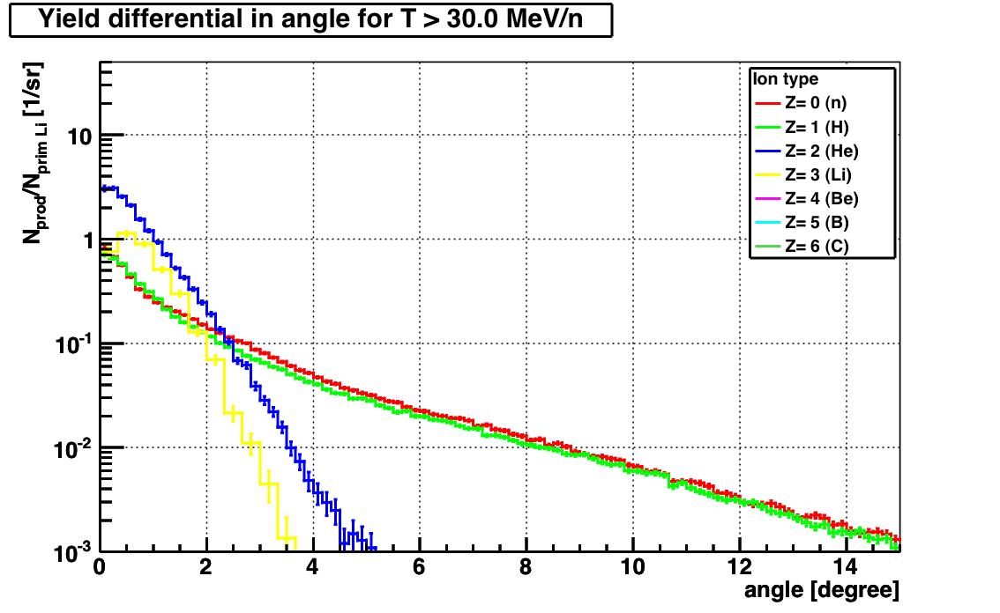 Yield differential in angle for T > 30.0 MeV/n
N_prod/N_prim Li [1/sr]
Ion type
Z= 0 (n)
Z= 1 (H)
Z= 2 (He)
Z= 3 (Li)
Z= 4 (Be)
Z= 5 (B)
Z= 6 (C)
10
1
10^-1
10^-2
10^-3
0 2 4 6 8 10 12 14
angle [degree]